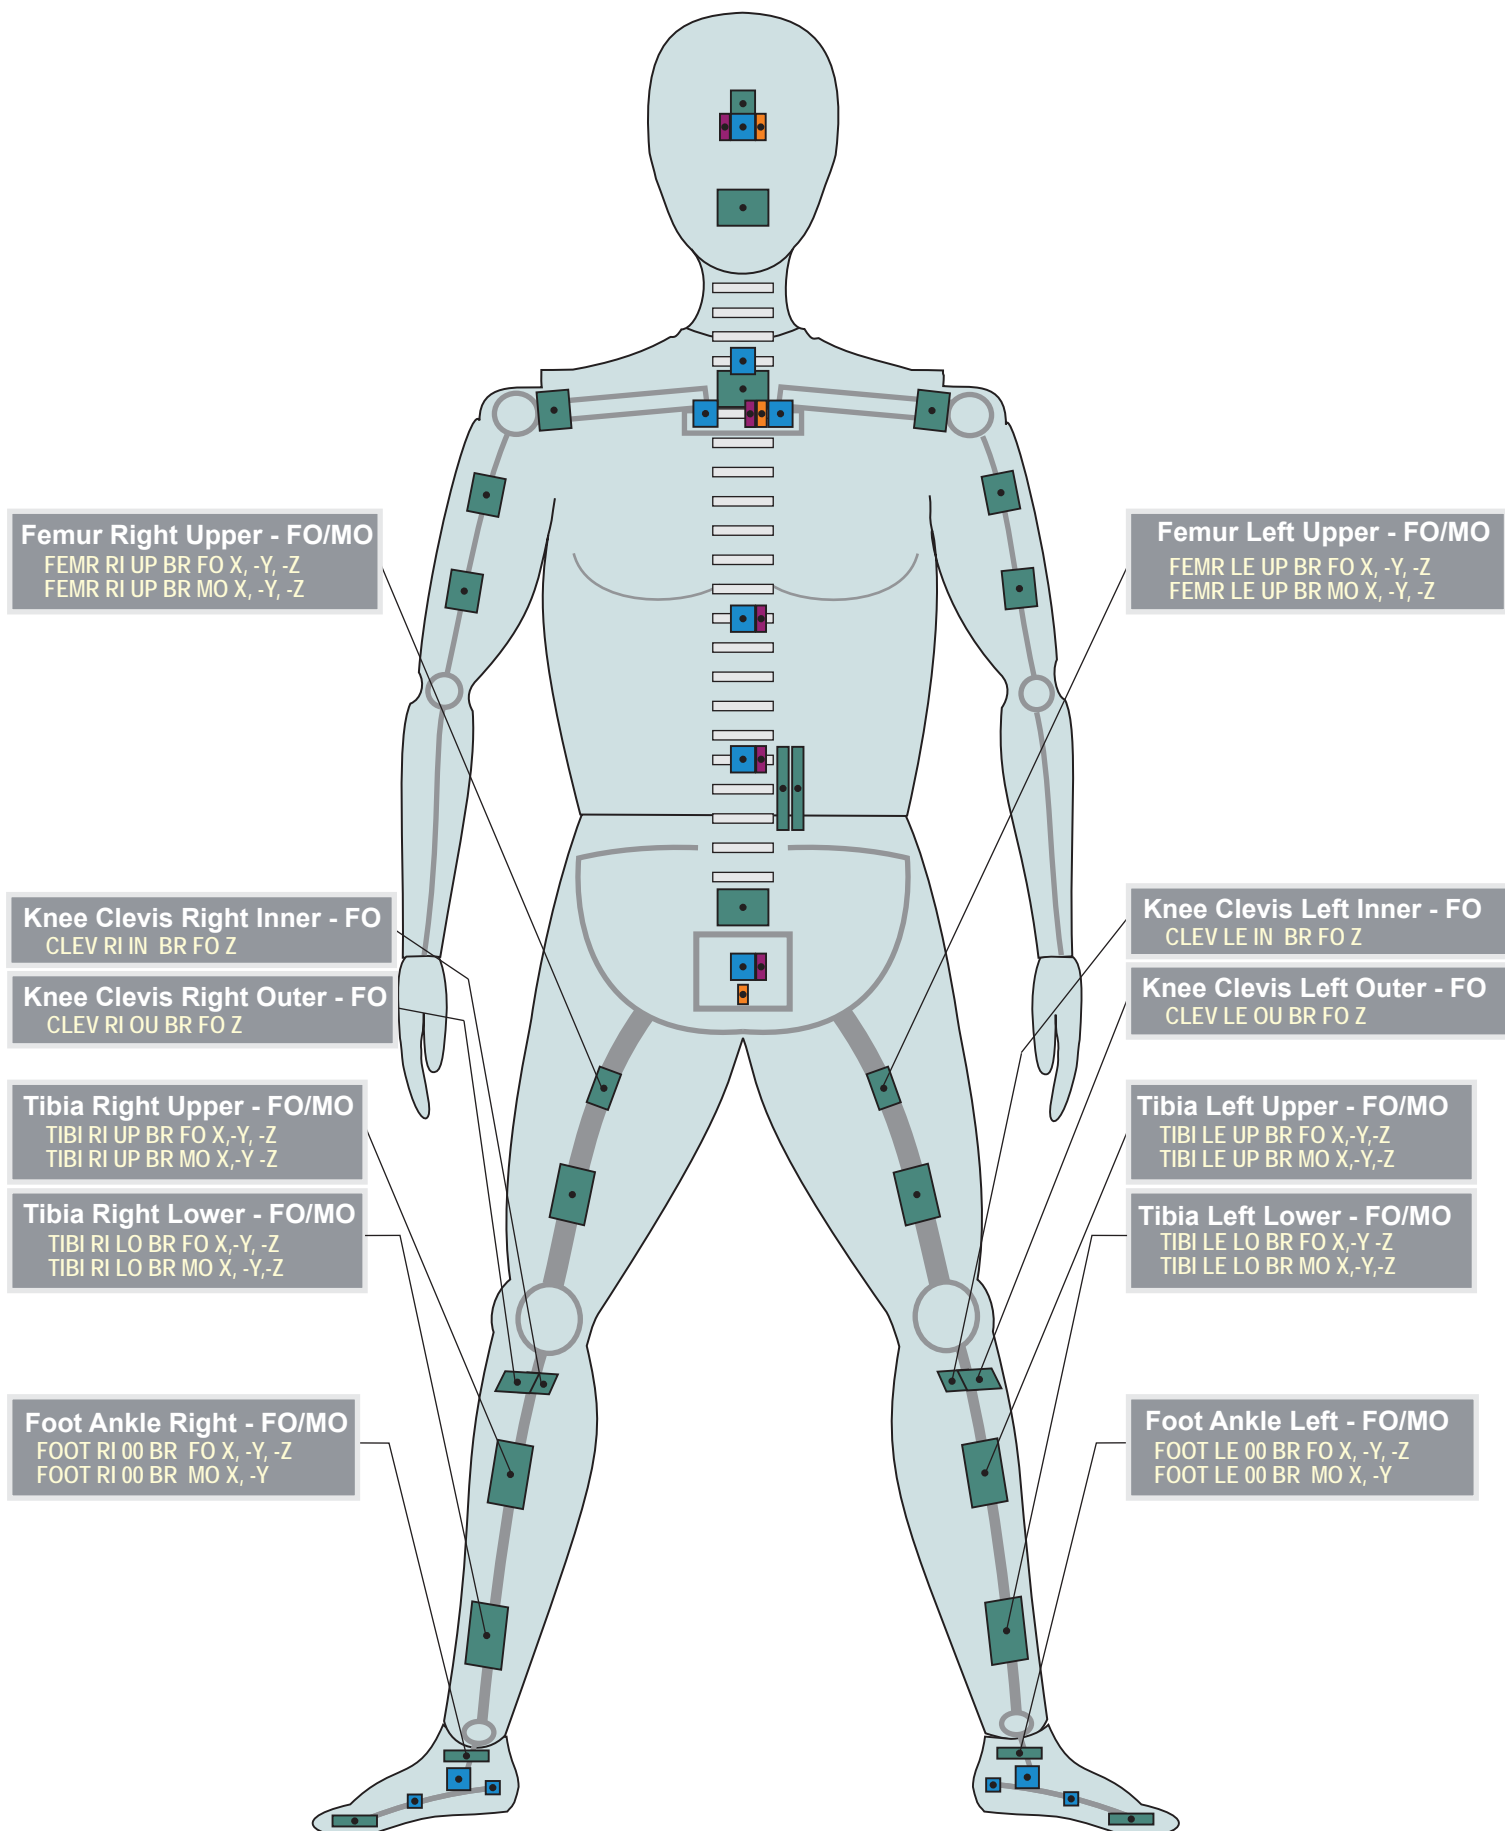 Femur Right Upper - FO/MO
FEMR RI UP BR FO X, -Y, -Z
FEMR RI UP BR MO X, -Y, -Z
Knee Clevis Right Inner - FO
CLEV RI IN  BR FO Z
Knee Clevis Right Outer - FO
CLEV RI OU BR FO Z
Tibia Right Upper - FO/MO
TIBI RI UP BR FO X,-Y, -Z
TIBI RI UP BR MO X,-Y -Z
Tibia Right Lower - FO/MO
TIBI RI LO BR FO X,-Y, -Z
TIBI RI LO BR MO X, -Y,-Z
Foot Ankle Right - FO/MO
FOOT RI 00 BR  FO X, -Y, -Z
FOOT RI 00 BR  MO X, -Y
Femur Left Upper - FO/MO
FEMR LE UP BR FO X, -Y, -Z
FEMR LE UP BR MO X, -Y, -Z
Knee Clevis Left Inner - FO
CLEV LE IN  BR FO Z
Knee Clevis Left Outer - FO
CLEV LE OU BR FO Z
Tibia Left Upper - FO/MO
TIBI LE UP BR FO X,-Y,-Z
TIBI LE UP BR MO X,-Y,-Z
Tibia Left Lower - FO/MO
TIBI LE LO BR FO X,-Y -Z
TIBI LE LO BR MO X,-Y,-Z
Foot Ankle Left - FO/MO
FOOT LE 00 BR FO X, -Y, -Z
FOOT LE 00 BR  MO X, -Y